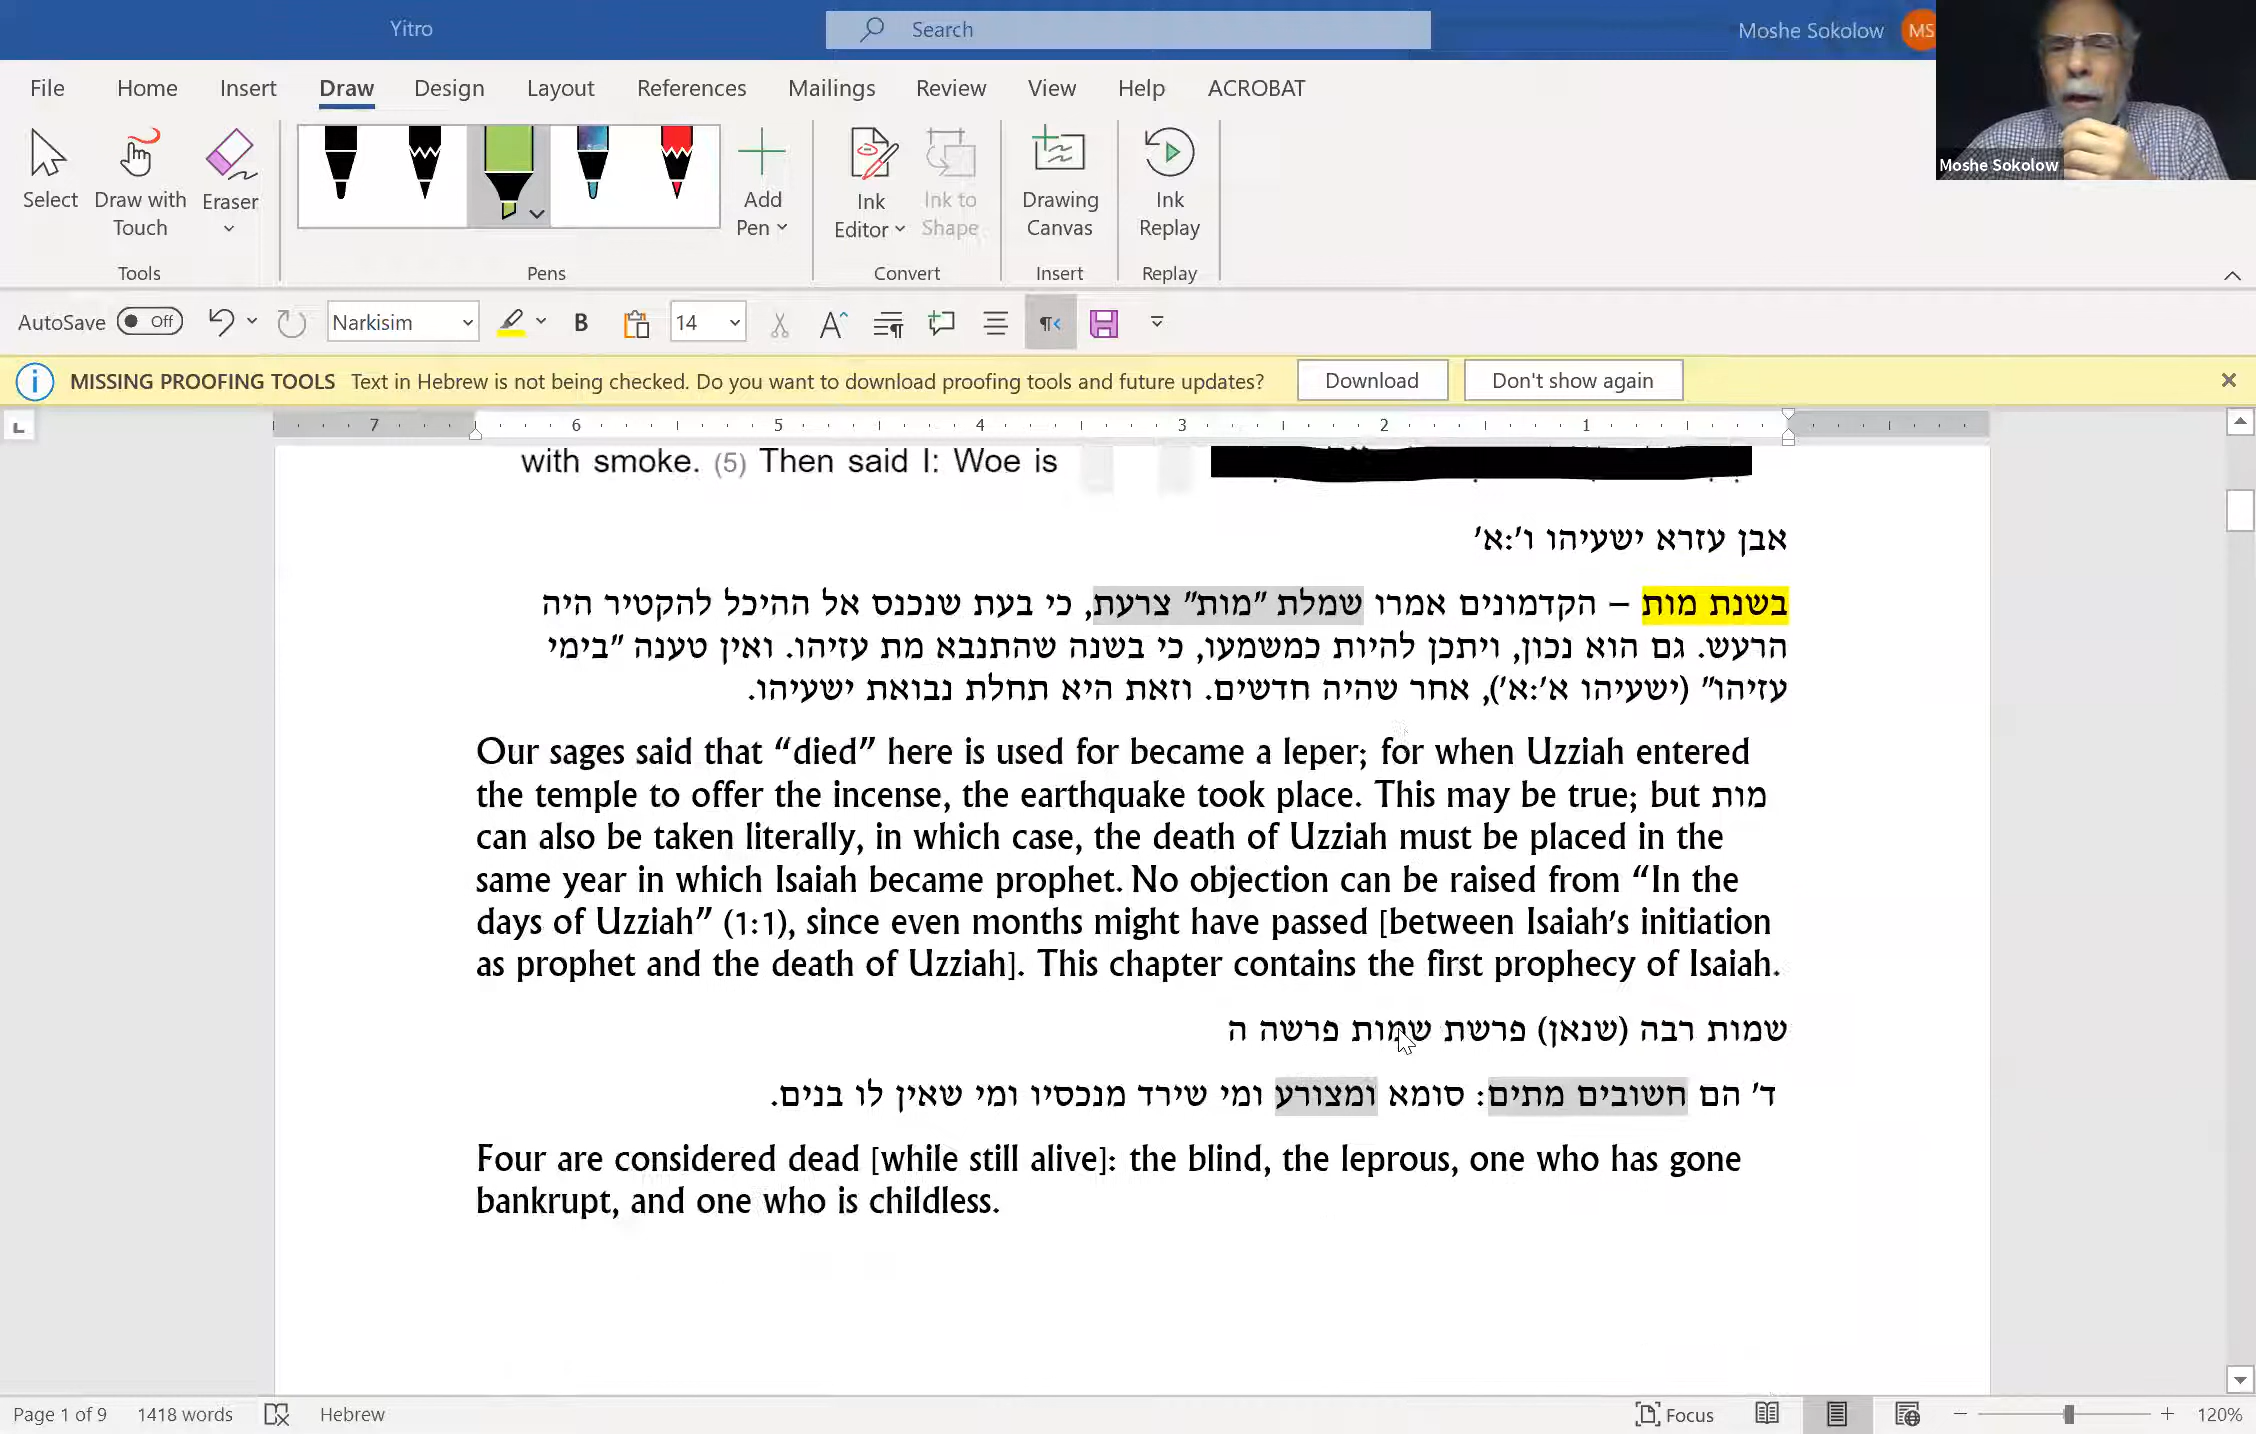 Yitro
Search
Moshe Sokolow
MS
File Home Insert Draw Design Layout References Mailings Review View Help ACROBAT
Moshe Sokolow
Select
Draw with Touch
Eraser
Add Pen
Ink Editor
Ink to Shape
Drawing Canvas
Ink Replay
Tools
Pens
Convert
Insert
Replay
AutoSave Off
Narkisim
B
14
MISSING PROOFING TOOLS Text in Hebrew is not being checked. Do you want to download proofing tools and future updates? Download Don't show again
7 6 5 4 3 2 1
with smoke. (5) Then said I: Woe is
אבן עזרא ישעיהו ו':א'
בשנת מות – הקדמונים אמרו שמלת "מות" צרעת, כי בעת שנכנס אל ההיכל להקטיר היה
הרעש. גם הוא נכון, ויתכן להיות כמשמעו, כי בשנה שהתנבא מת עזיהו. ואין טענה "בימי
עזיהו" (ישעיהו א':א'), אחר שהיה חדשים. וזאת היא תחלת נבואת ישעיהו.
Our sages said that “died” here is used for became a leper; for when Uzziah entered
the temple to offer the incense, the earthquake took place. This may be true; but מות
can also be taken literally, in which case, the death of Uzziah must be placed in the
same year in which Isaiah became prophet. No objection can be raised from “In the
days of Uzziah” (1:1), since even months might have passed [between Isaiah’s initiation
as prophet and the death of Uzziah]. This chapter contains the first prophecy of Isaiah.
שמות רבה (שנאן) פרשת שמות פרשה ה
ד' הם חשובים מתים: סומא ומצורע ומי שירד מנכסיו ומי שאין לו בנים.
Four are considered dead [while still alive]: the blind, the leprous, one who has gone
bankrupt, and one who is childless.
Page 1 of 9 1418 words Hebrew Focus 120%